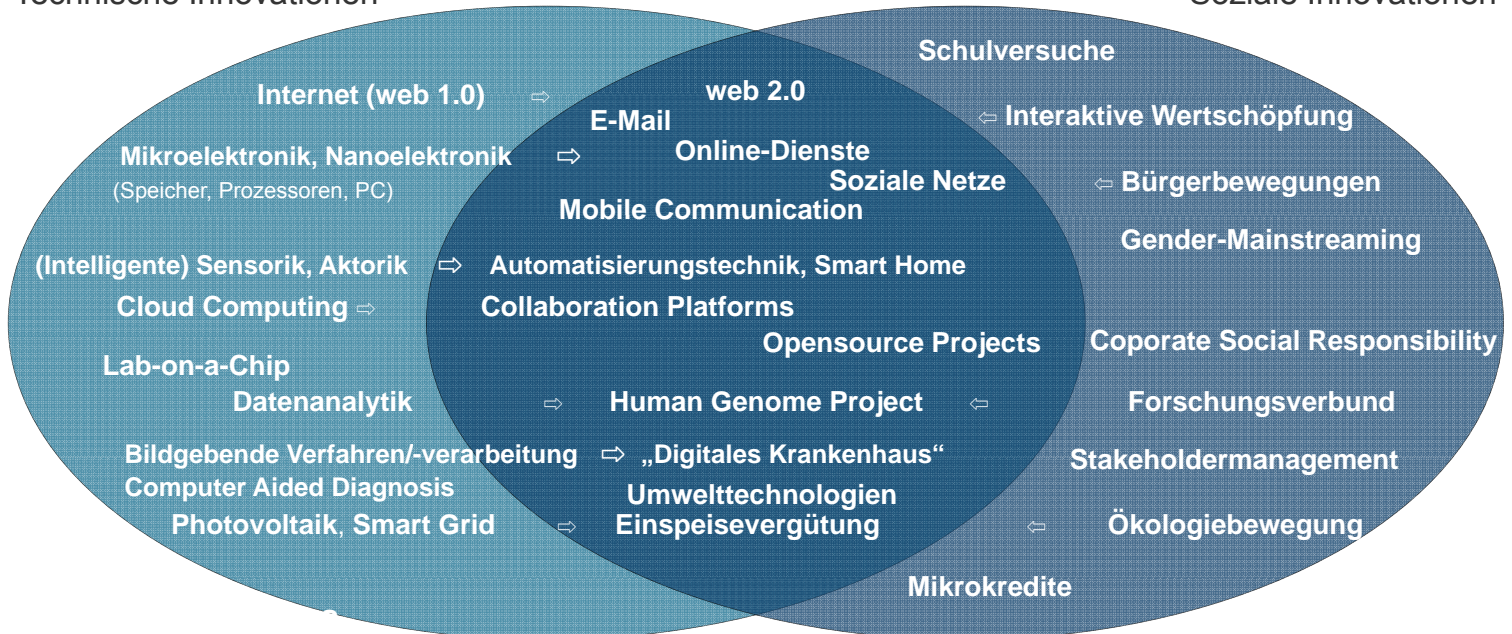 Technische Innovationen
Soziale Innovationen
Schulversuche
Internet (web 1.0) ⇨ web 2.0
E-Mail
⇦ Interaktive Wertschöpfung
Mikroelektronik, Nanoelektronik ⇨ Online-Dienste
(Speicher, Prozessoren, PC)
Soziale Netze
⇦ Bürgerbewegungen
Mobile Communication
Gender-Mainstreaming
(Intelligente) Sensorik, Aktorik ⇨ Automatisierungstechnik, Smart Home
Cloud Computing ⇨ Collaboration Platforms
Opensource Projects
Coporate Social Responsibility
Lab-on-a-Chip
Datenanalytik ⇨ Human Genome Project ⇦ Forschungsverbund
Bildgebende Verfahren/-verarbeitung ⇨ „Digitales Krankenhaus“
Stakeholdermanagement
Computer Aided Diagnosis
Umwelttechnologien
Photovoltaik, Smart Grid ⇨ Einspeisevergütung ⇦ Ökologiebewegung
Mikrokredite